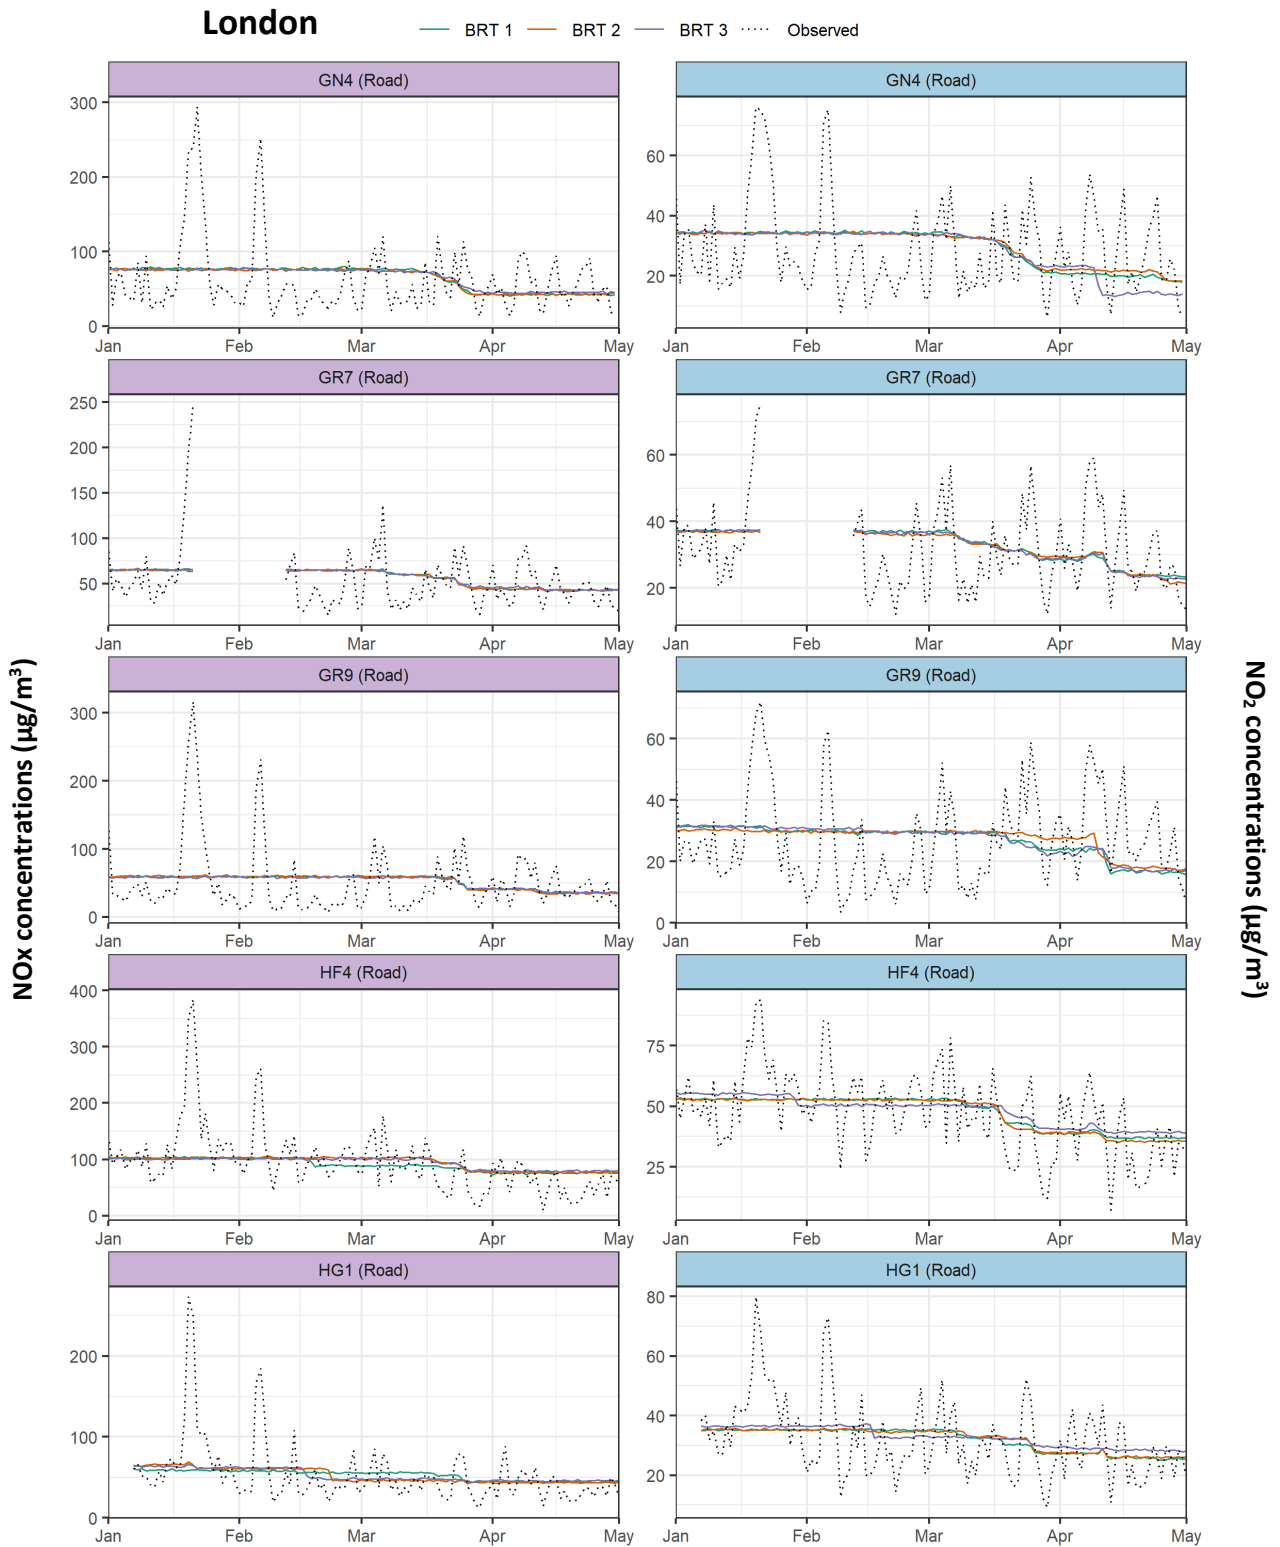 London
BRT 1 BRT 2 BRT 3 Observed
GN4 (Road) GN4 (Road)
300
200
100
0
60
40
20
Jan Feb Mar Apr May Jan Feb Mar Apr May
GR7 (Road) GR7 (Road)
250
200
150
100
50
60
40
20
Jan Feb Mar Apr May Jan Feb Mar Apr May
NOx concentrations (µg/m³)
NO₂ concentrations (µg/m³)
GR9 (Road) GR9 (Road)
300
200
100
0
60
40
20
0
Jan Feb Mar Apr May Jan Feb Mar Apr May
HF4 (Road) HF4 (Road)
400
300
200
100
0
75
50
25
Jan Feb Mar Apr May Jan Feb Mar Apr May
HG1 (Road) HG1 (Road)
200
100
0
80
60
40
20
Jan Feb Mar Apr May Jan Feb Mar Apr May